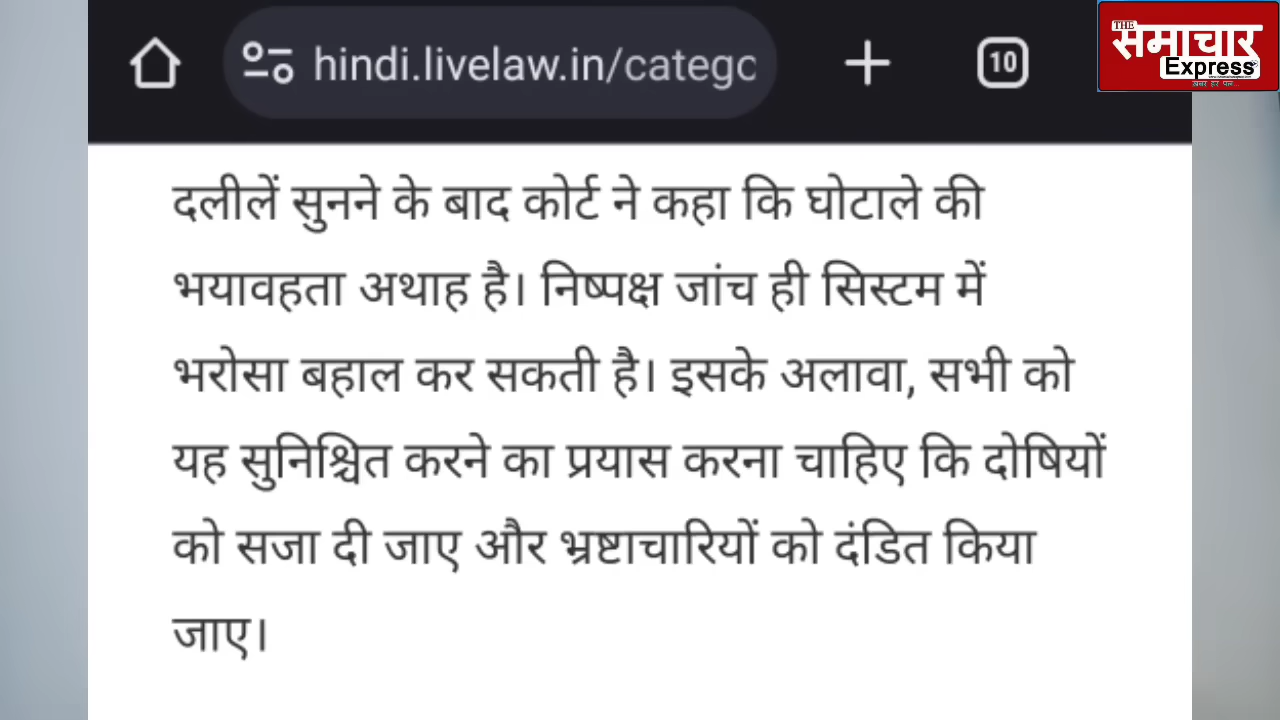 hindi.livelaw.in/catego
10
THE
समाचार
Express
दलीलें सुनने के बाद कोर्ट ने कहा कि घोटाले की
भयावहता अथाह है। निष्पक्ष जांच ही सिस्टम में
भरोसा बहाल कर सकती है। इसके अलावा, सभी को
यह सुनिश्चित करने का प्रयास करना चाहिए कि दोषियों
को सजा दी जाए और भ्रष्टाचारियों को दंडित किया
जाए।